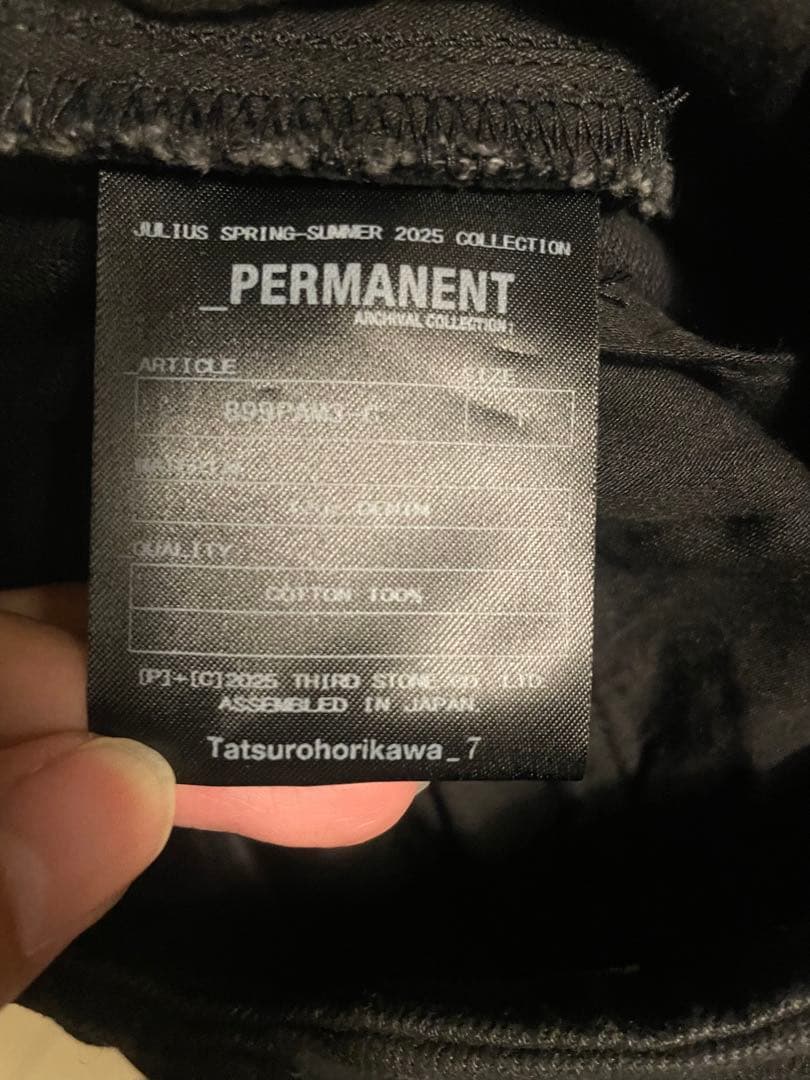 JULIUS SPRING-SUMMER 2025 COLLECTION
_PERMANENT
ARCHIVAL COLLECTION;
ARTICLE SIZE
QUALITY
DENIM
COTTON 100%
[P]+[C]2025 THIRD STONE CO. LTD
ASSEMBLED IN JAPAN.
Tatsurohorikawa_7